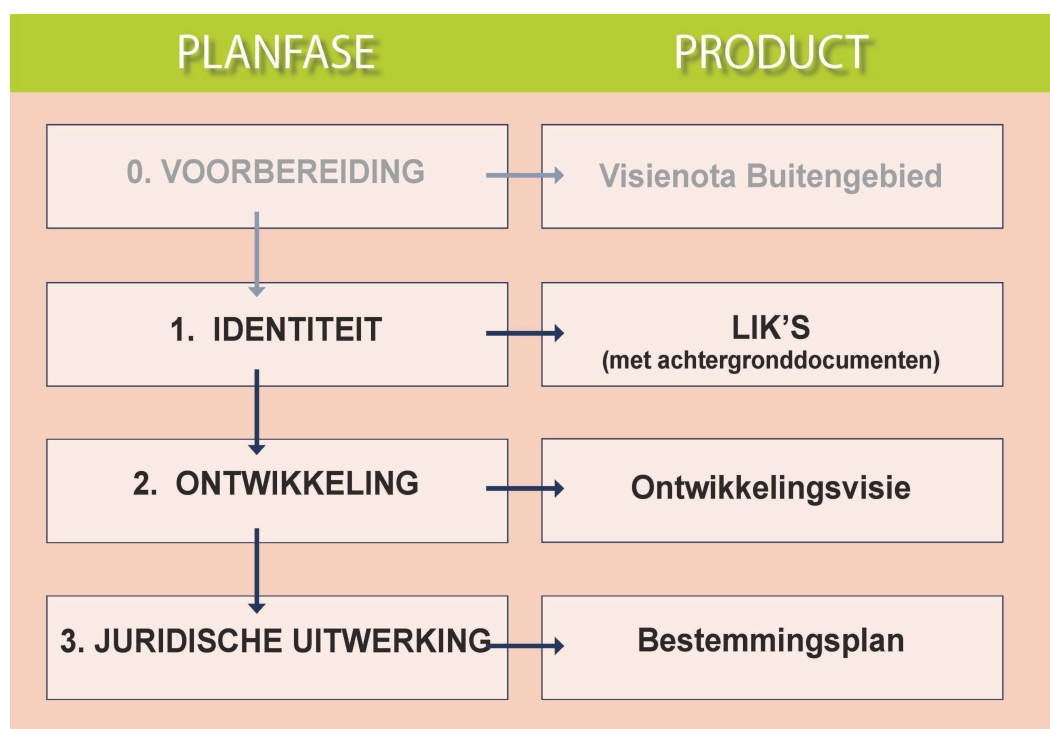 PLANFASE PRODUCT
0. VOORBEREIDING
Visienota Buitengebied
1. IDENTITEIT
LIK'S
(met achtergronddocumenten)
2. ONTWIKKELING
Ontwikkelingsvisie
3. JURIDISCHE UITWERKING
Bestemmingsplan